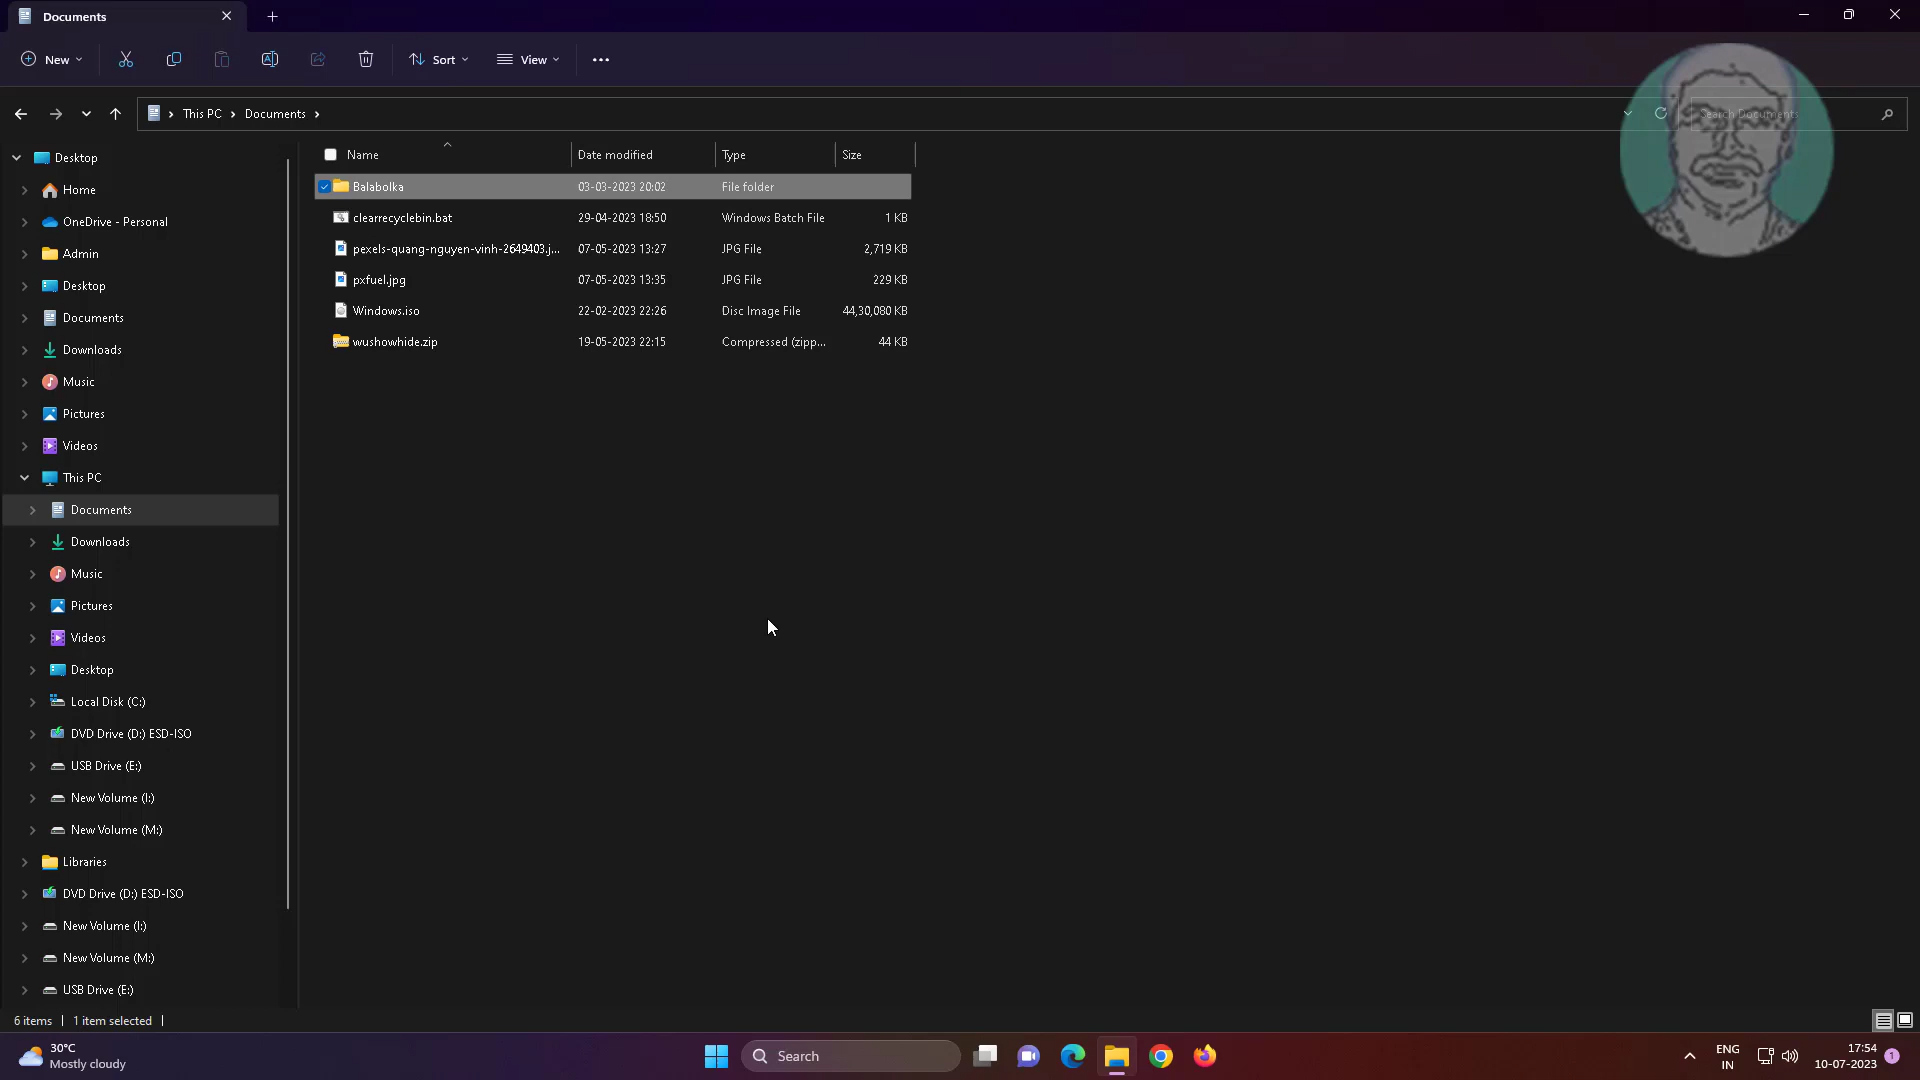 Documents
New
Sort
View
This PC
Documents
Search Documents
Name
Date modified
Type
Size
Balabolka 03-03-2023 20:02 File folder
clearrecyclebin.bat 29-04-2023 18:50 Windows Batch File 1 KB
pexels-quang-nguyen-vinh-2649403.j... 07-05-2023 13:27 JPG File 2,719 KB
pxfuel.jpg 07-05-2023 13:35 JPG File 229 KB
Windows.iso 22-02-2023 22:26 Disc Image File 44,30,080 KB
wushowhide.zip 19-05-2023 22:15 Compressed (zipp... 44 KB
Desktop
Home
OneDrive - Personal
Admin
Desktop
Documents
Downloads
Music
Pictures
Videos
This PC
Documents
Downloads
Music
Pictures
Videos
Desktop
Local Disk (C:)
DVD Drive (D:) ESD-ISO
USB Drive (E:)
New Volume (I:)
New Volume (M:)
Libraries
DVD Drive (D:) ESD-ISO
New Volume (I:)
New Volume (M:)
USB Drive (E:)
6 items
1 item selected
30°C
Mostly cloudy
Search
ENG
IN
17:54
10-07-2023
1